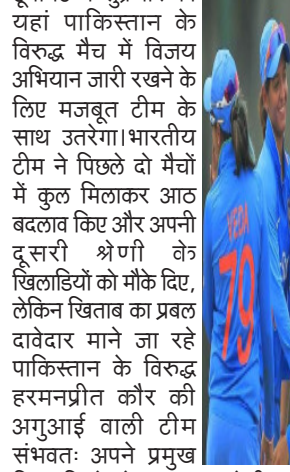 यहां पाकिस्तान के
विरुद्ध मैच में विजय
अभियान जारी रखने के
लिए मजबूत टीम के
साथ उतरेगा।भारतीय
टीम ने पिछले दो मैचों
में कुल मिलाकर आठ
बदलाव किए और अपनी
दूसरी श्रेणी के
खिलाडियों को मौके दिए,
लेकिन खिताब का प्रबल
दावेदार माने जा रहे
पाकिस्तान के विरुद्ध
हरमनप्रीत कौर की
अगुआई वाली टीम
संभवतः अपने प्रमुख
VEDA
79